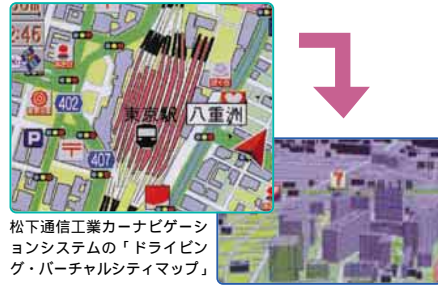 :46
402
東京駅
八重洲
P
407
7
松下通信工業カーナビゲーシ
ョンシステムの「ドライビン
グ・バーチャルシティマップ」